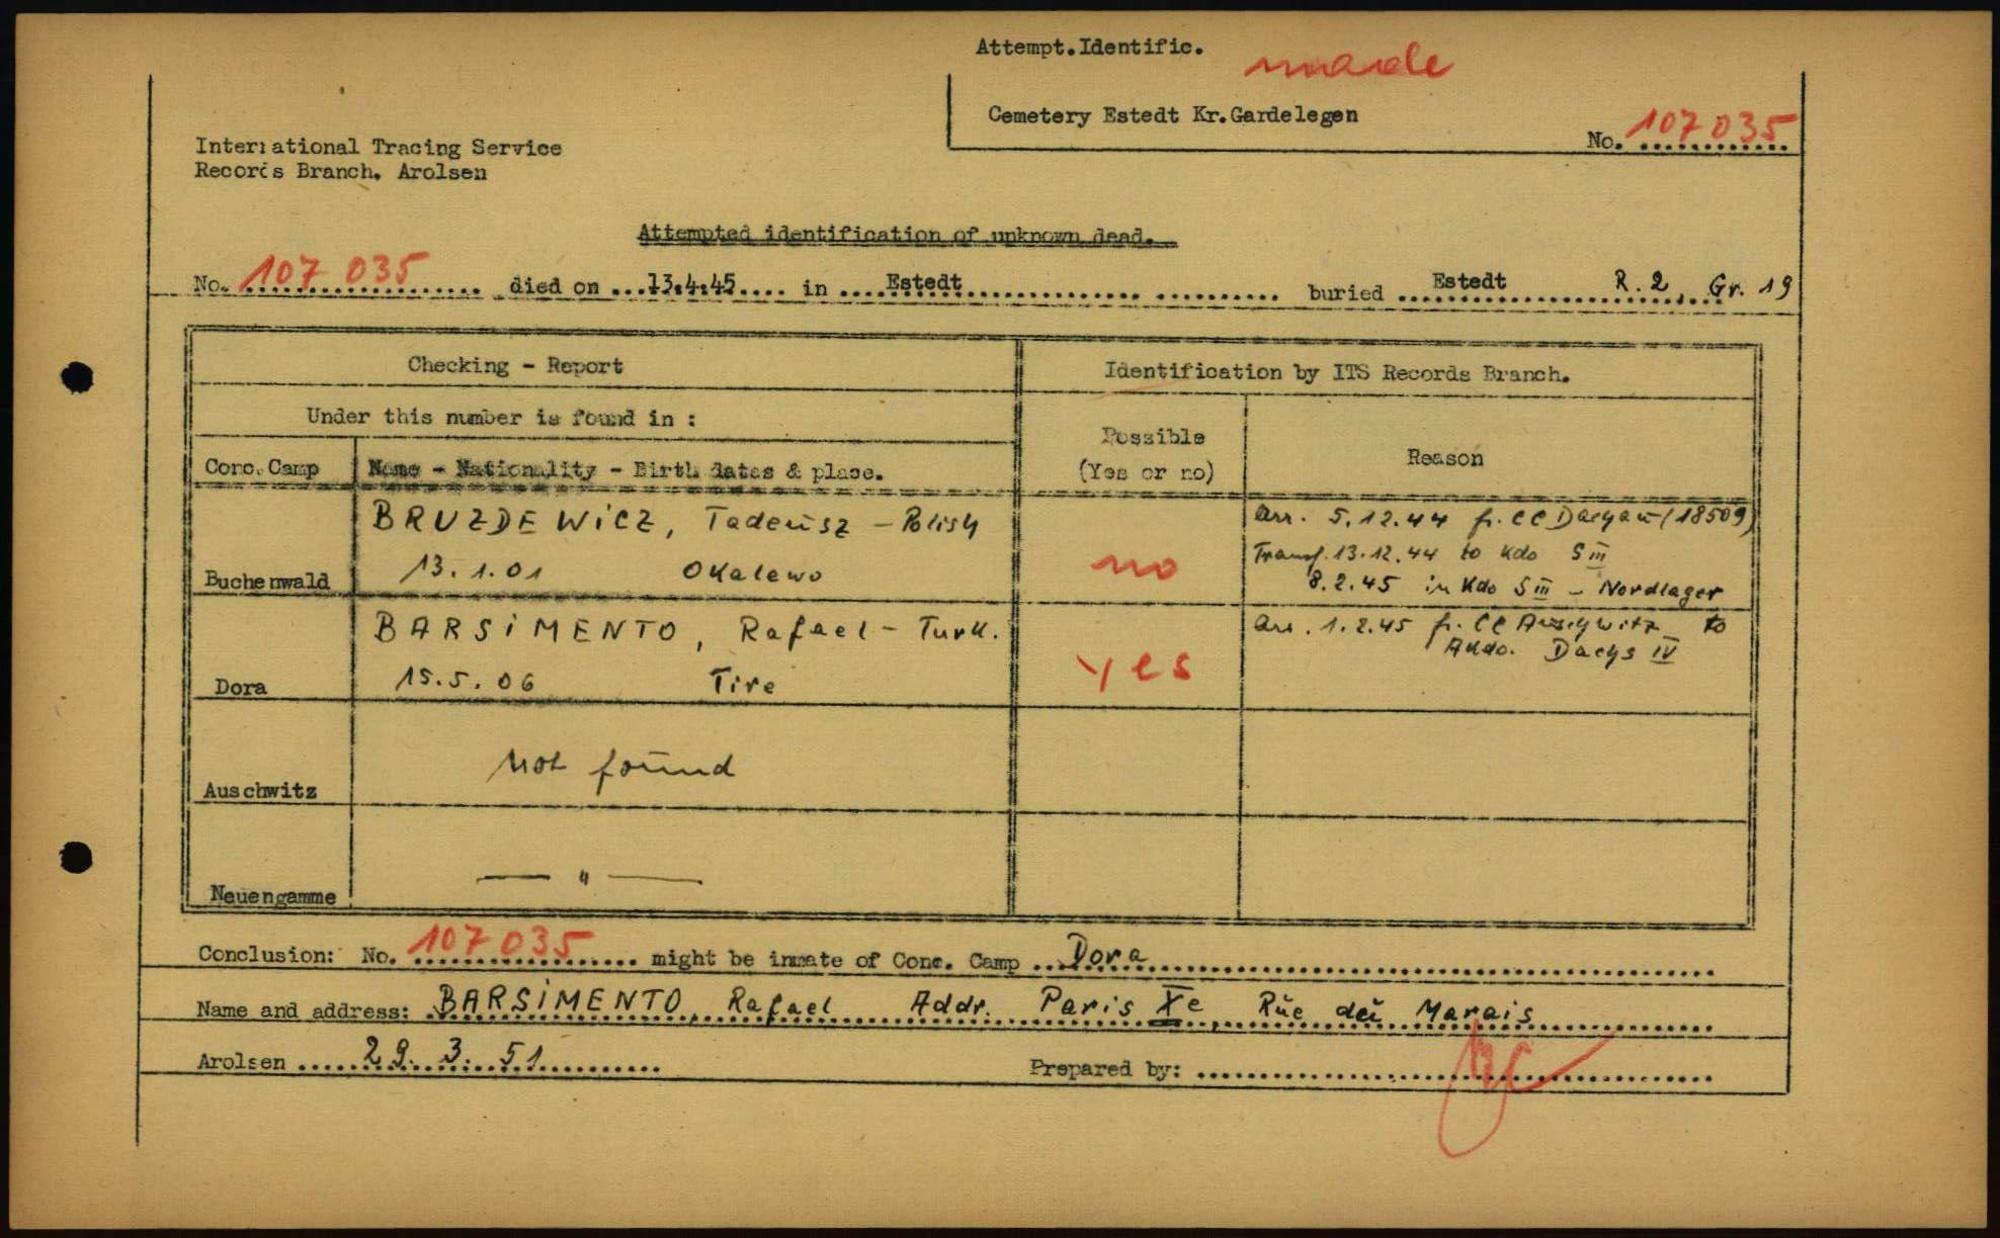 Attempt.Identific. made
Cemetery Estedt Kr.Gardelegen
No. 107035
International Tracing Service
Records Branch. Arolsen
Attempted identification of unknown dead.
No. 107 035 died on 13.4.45 in Estedt buried Estedt R. 2, Gr. 19
Checking - Report
Identification by ITS Records Branch.
Under this number is found in :
Possible
(Yes or no)
Reason
Conc. Camp
Name - Nationality - Birth dates & place.
BRUZDEWICZ, Tadeusz - Polish
Arr. 5.12.44 fr. CC Dachau (18509)
Buchenwald
13.1.01 Okalewo
no
Transf. 13.12.44 to Kdo S III
8.2.45 in Kdo S III - Nordlager
BARSIMENTO, Rafael - Turk.
Arr. 1.2.45 fr. CC Auschwitz to
Akdo. Dachs IV
Dora
15.5.06 Tire
yes
Auschwitz
not found
Neuengamme
— " —
Conclusion: No. 107035 might be inmate of Conc. Camp Dora
Name and address: BARSIMENTO, Rafael Addr. Paris Xe, Rue des Marais
Arolsen 29. 3. 51
Prepared by: